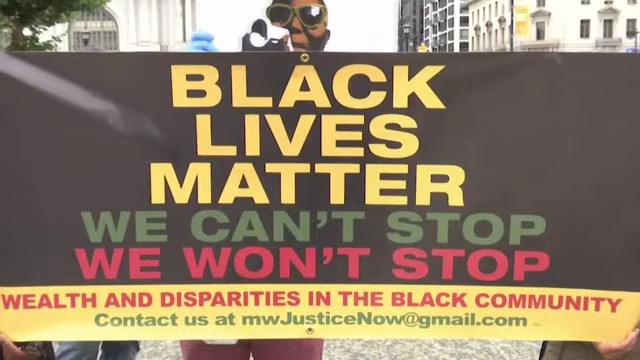 BLACK
LIVES
MATTER
WE CAN'T STOP
WE WON'T STOP
WEALTH AND DISPARITIES IN THE BLACK COMMUNITY
Contact us at mwJusticeNow@gmail.com